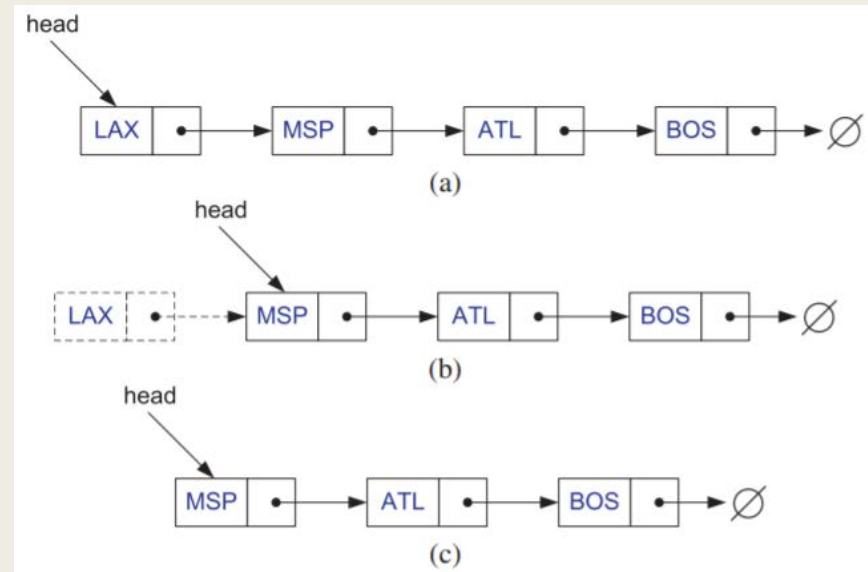 head
LAX MSP ATL BOS ∅
(a)
head
LAX MSP ATL BOS ∅
(b)
head
MSP ATL BOS ∅
(c)